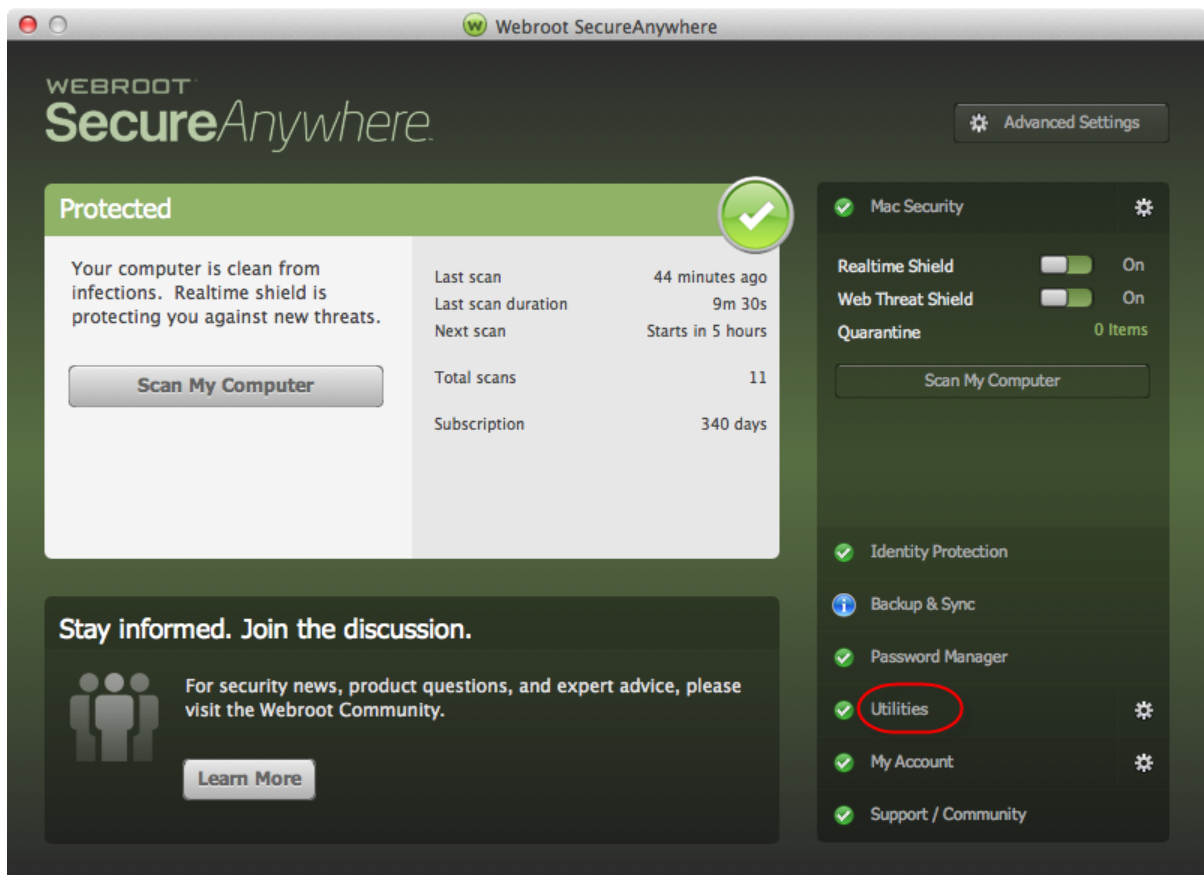 Webroot SecureAnywhere
WEBROOT™
SecureAnywhere.
Advanced Settings
Protected
Your computer is clean from
infections. Realtime shield is
protecting you against new threats.
Scan My Computer
Last scan 44 minutes ago
Last scan duration 9m 30s
Next scan Starts in 5 hours
Total scans 11
Subscription 340 days
Stay informed. Join the discussion.
For security news, product questions, and expert advice, please
visit the Webroot Community.
Learn More
Mac Security
Realtime Shield On
Web Threat Shield On
Quarantine 0 Items
Scan My Computer
Identity Protection
Backup & Sync
Password Manager
Utilities
My Account
Support / Community